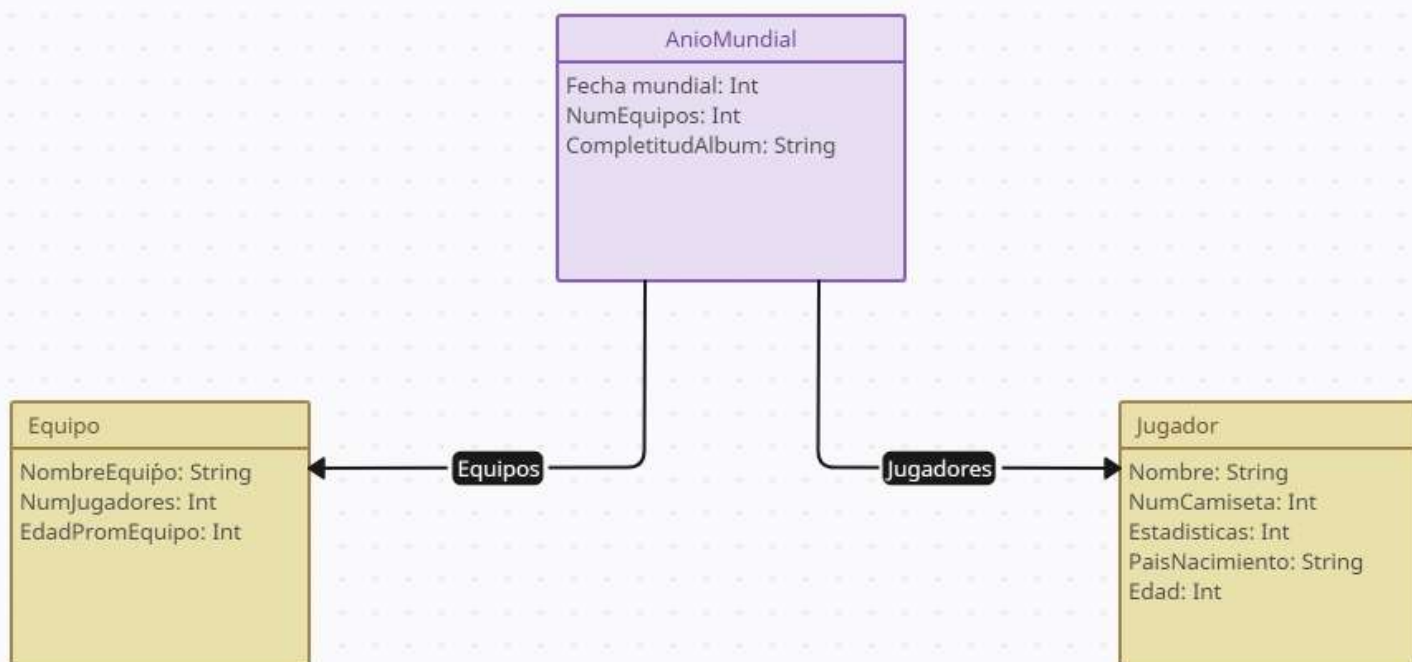 AnioMundial
Fecha mundial: Int
NumEquipos: Int
CompletitudAlbum: String
Equipo
NombreEquipo: String
NumJugadores: Int
EdadPromEquipo: Int
Equipos
Jugadores
Jugador
Nombre: String
NumCamiseta: Int
Estadisticas: Int
PaisNacimiento: String
Edad: Int